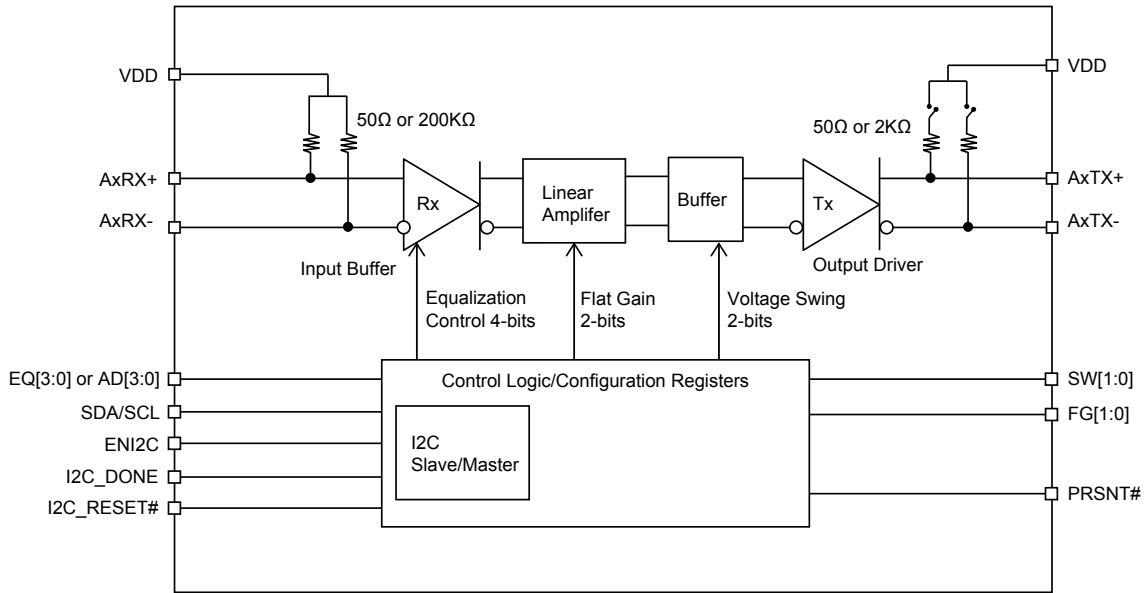 VDD
VDD
50Ω or 200KΩ
50Ω or 2KΩ
AxRX+
AxRX-
Rx
Linear
Amplifer
Buffer
Tx
AxTX+
AxTX-
Input Buffer
Output Driver
Equalization
Control 4-bits
Flat Gain
2-bits
Voltage Swing
2-bits
EQ[3:0] or AD[3:0]
SDA/SCL
ENI2C
I2C_DONE
I2C_RESET#
Control Logic/Configuration Registers
I2C
Slave/Master
SW[1:0]
FG[1:0]
PRSNT#